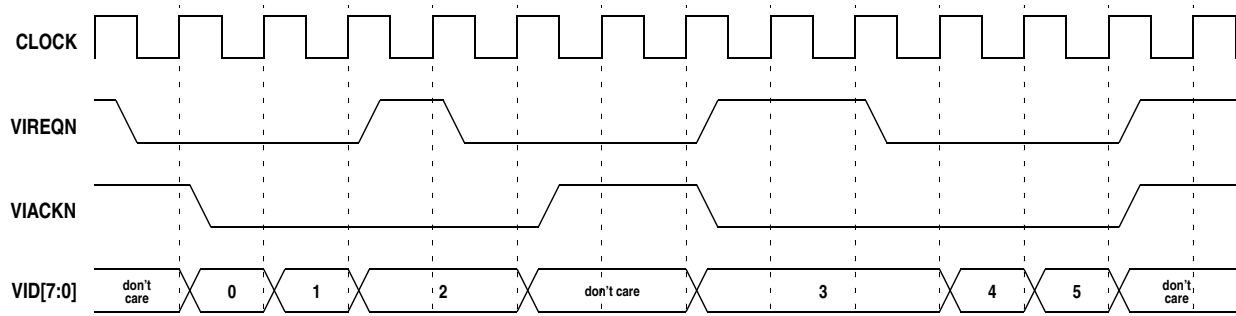 CLOCK
VIREQN
VIACKN
VID[7:0] don't care 0 1 2 don't care 3 4 5 don't care